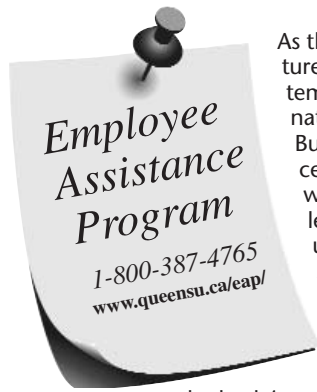 Employee
Assistance
Program
1-800-387-4765
www.queensu.ca/eap/
As th
ture
tem
nat
Bu
ce
w
le
u